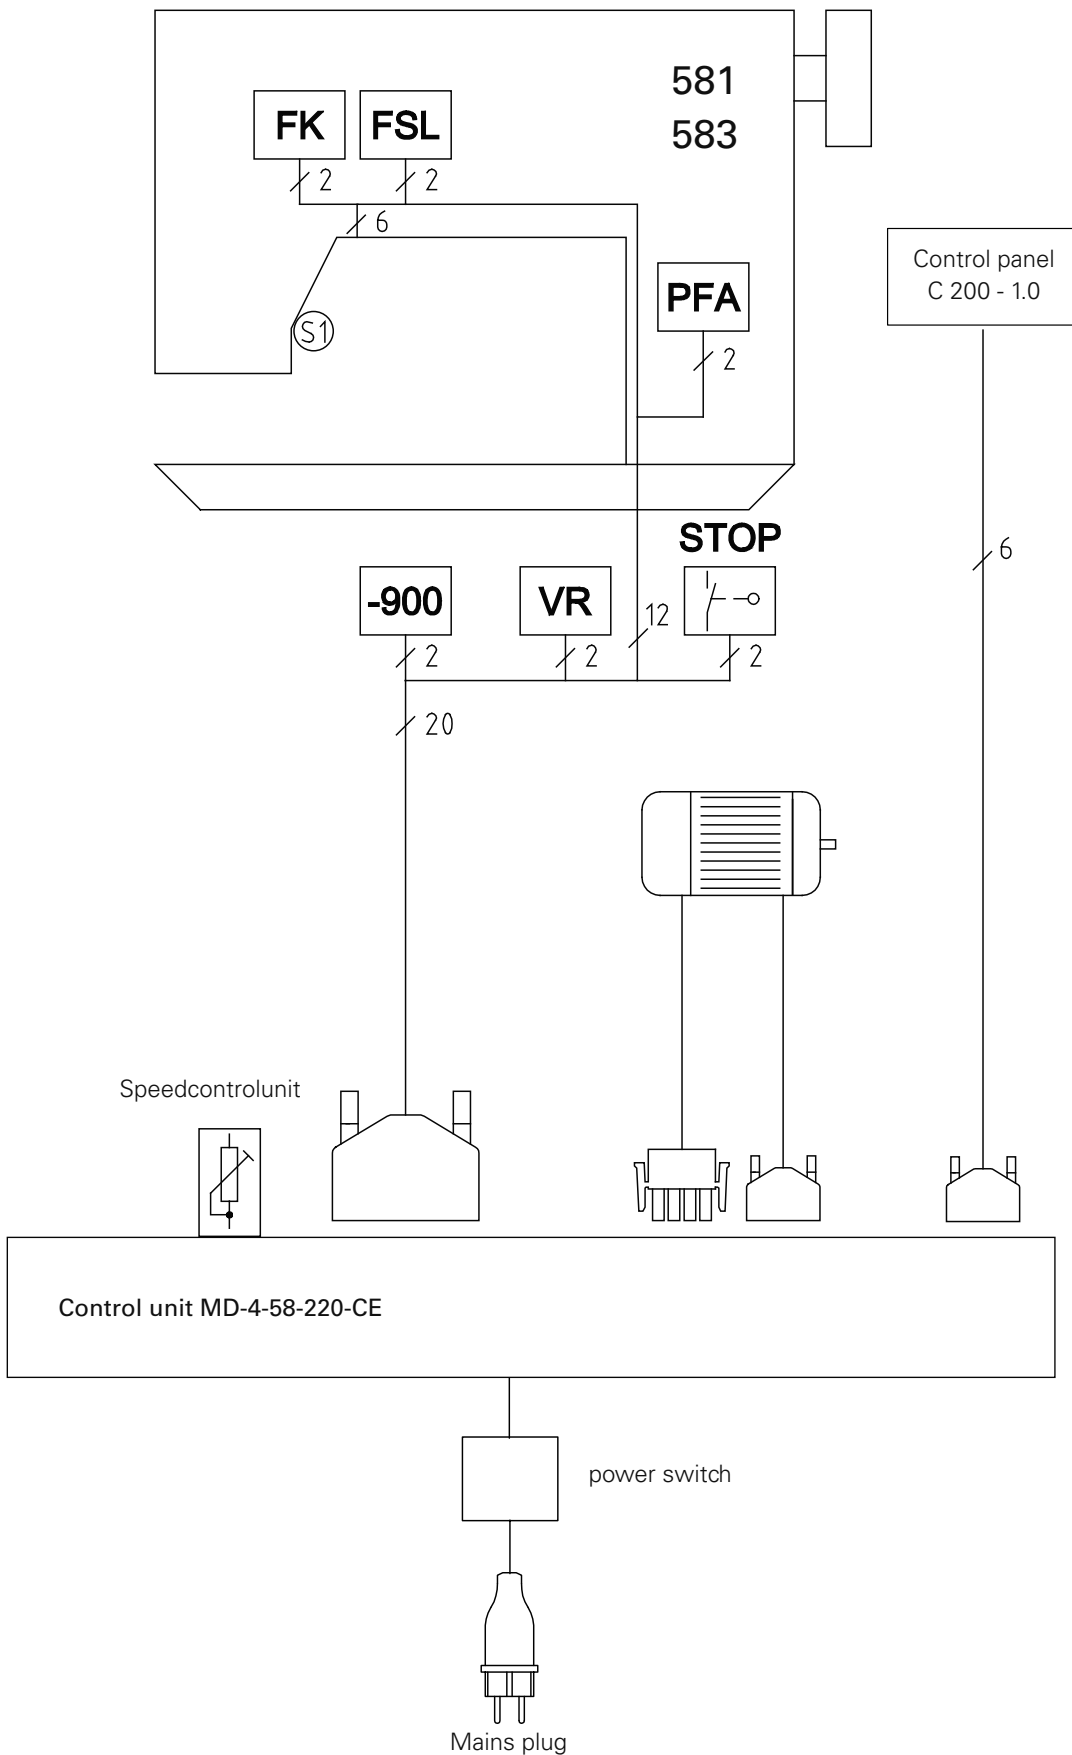 581
583
FK
FSL
2
2
6
S1
PFA
2
Control panel
C 200 - 1.0
STOP
-900
VR
12
6
2
2
2
20
Speedcontrolunit
Control unit MD-4-58-220-CE
power switch
Mains plug